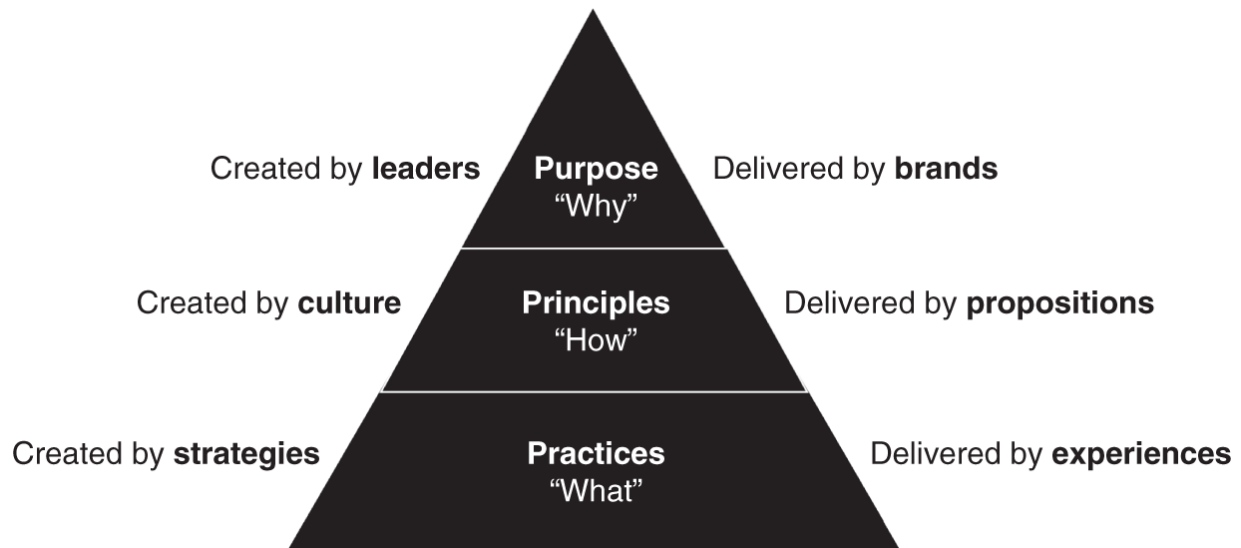 Created by leaders
Purpose
“Why”
Delivered by brands
Created by culture
Principles
“How”
Delivered by propositions
Created by strategies
Practices
“What”
Delivered by experiences